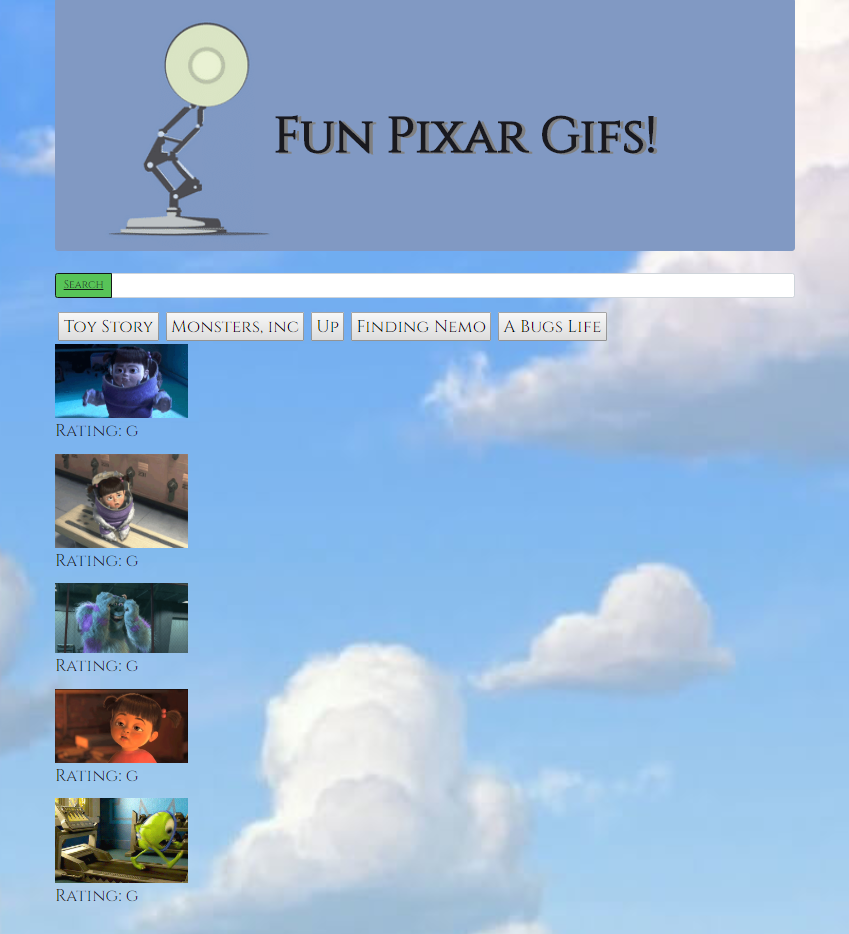 Fun Pixar Gifs!
Search
Toy Story Monsters, inc Up Finding Nemo A Bugs Life
Rating: g
Rating: g
Rating: g
Rating: g
Rating: g